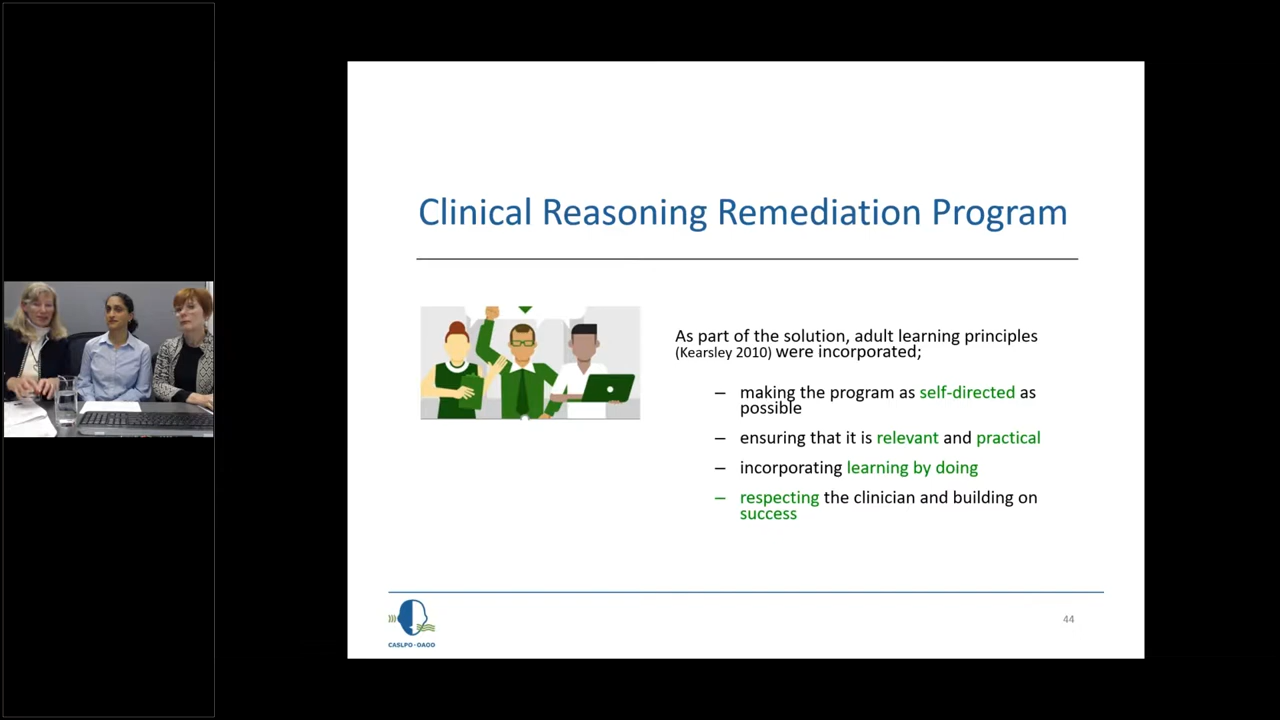 Clinical Reasoning Remediation Program
As part of the solution, adult learning principles
(Kearsley 2010) were incorporated;
– making the program as self-directed as
possible
– ensuring that it is relevant and practical
– incorporating learning by doing
– respecting the clinician and building on
success
CASLPO•OAOO
44